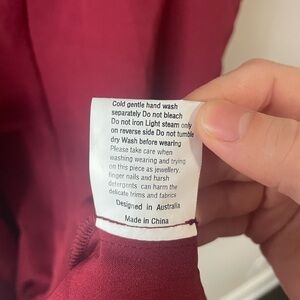 Cold gentle hand wash
separately Do not bleach
Do not iron Light steam only
on reverse side Do not tumble
dry Wash before wearing
Please take care when
washing wearing and trying
on this piece as jewellery,
finger nails and harsh
detergents can harm the
delicate trims and fabrics
Designed in Australia
Made in China